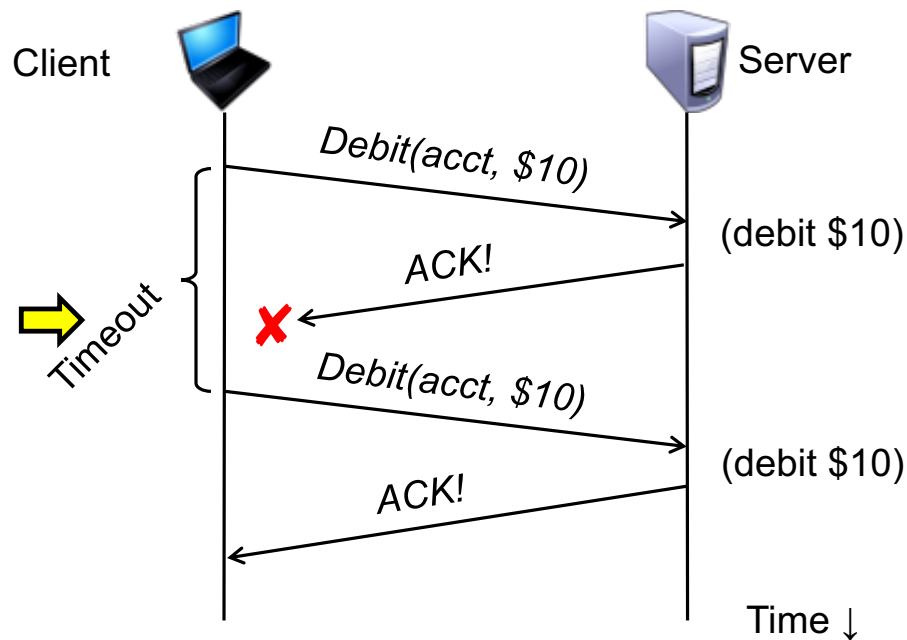 Client
Server
Debit(acct, $10)
(debit $10)
ACK!
Timeout
Debit(acct, $10)
(debit $10)
ACK!
Time ↓